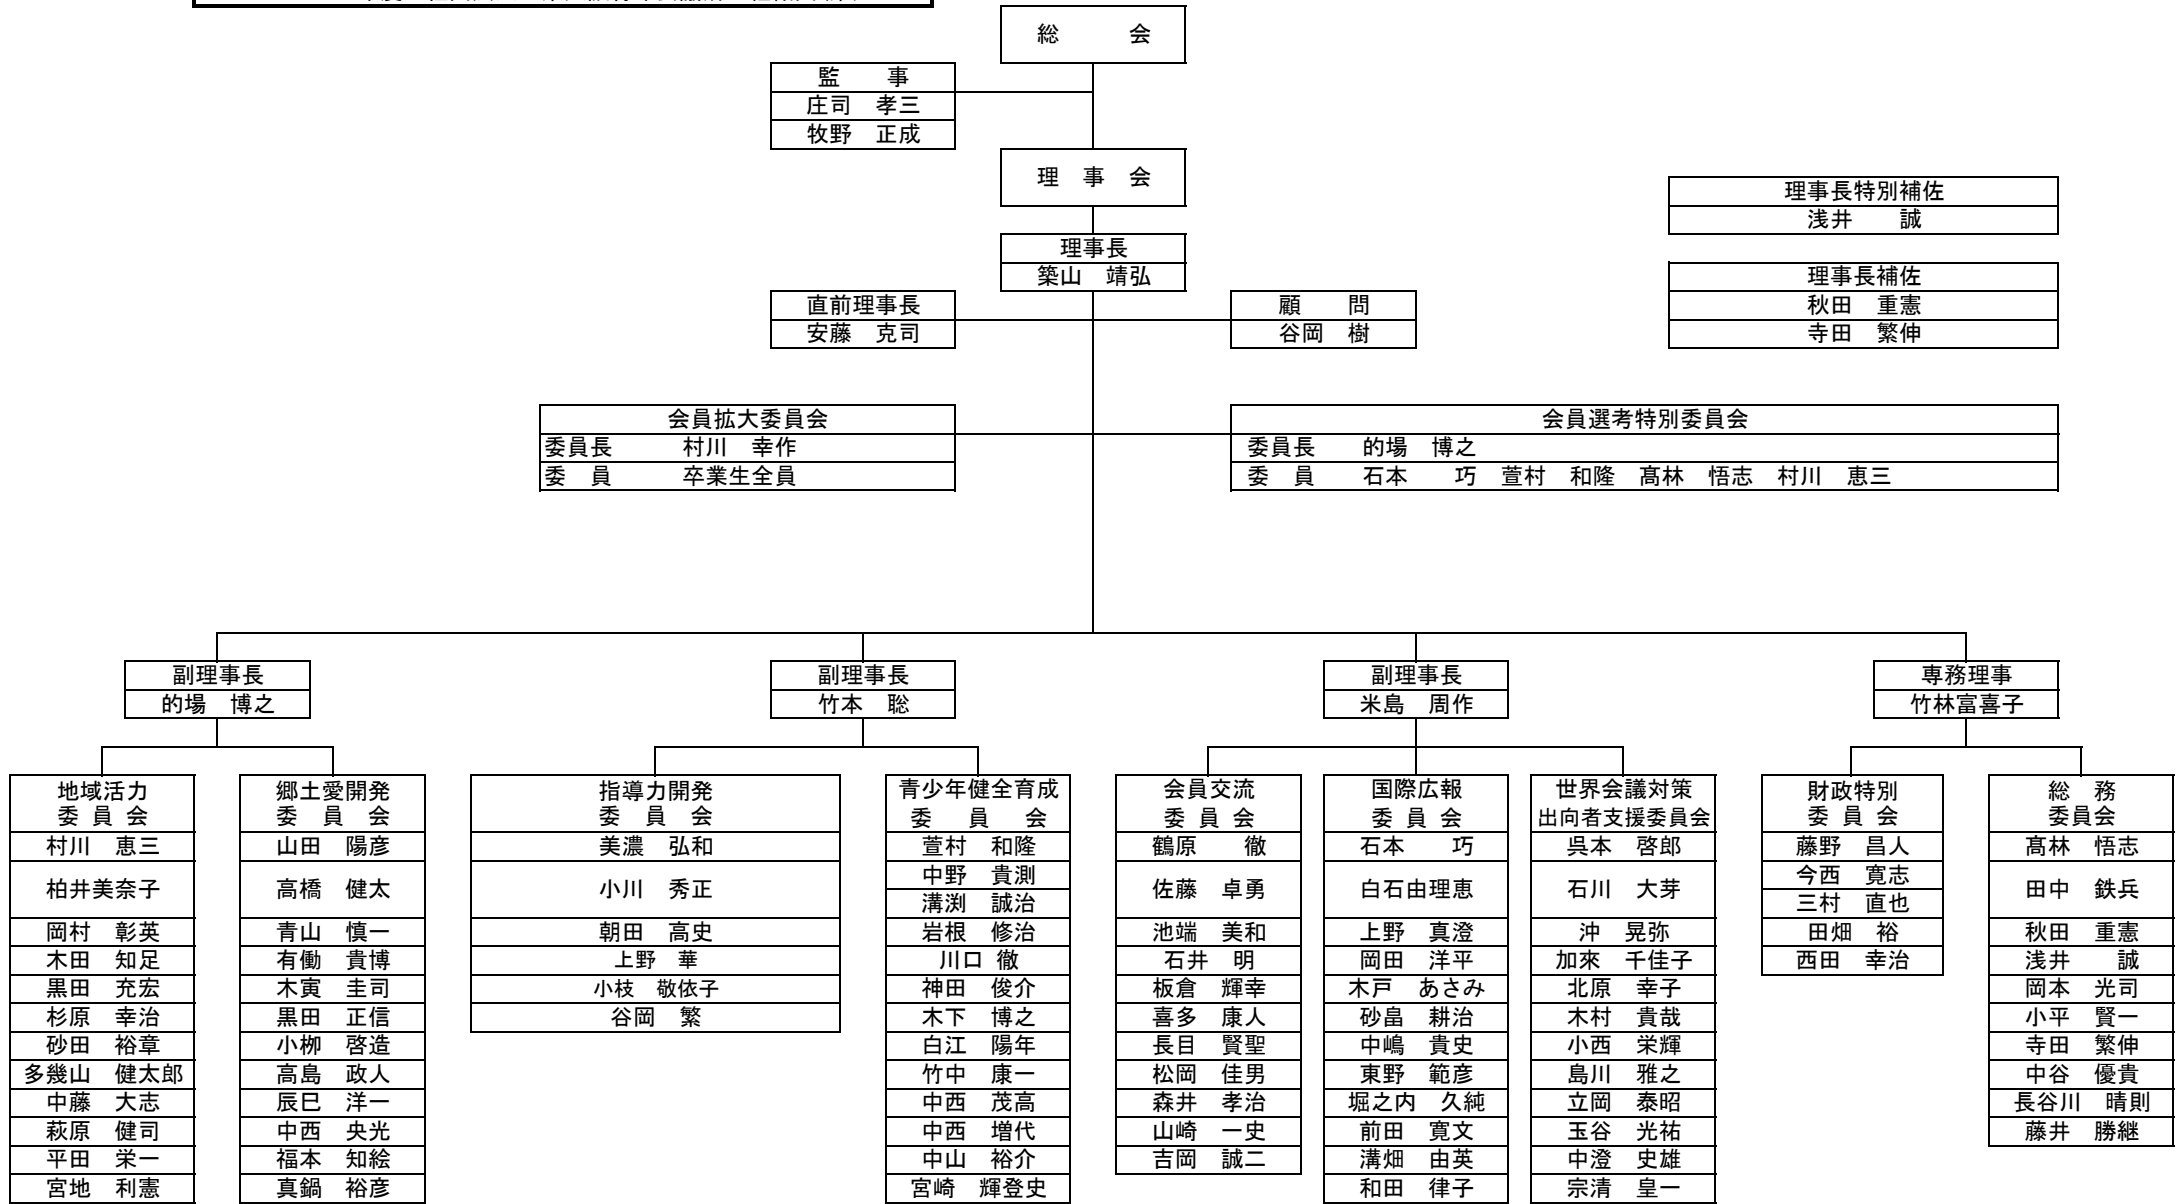 総　会
監　事
庄司　孝三
牧野　正成
理　事　会
理事長特別補佐
浅井　誠
理事長
築山　靖弘
理事長補佐
秋田　重憲
寺田　繁伸
直前理事長
安藤　克司
顧　問
谷岡　樹
会員拡大委員会
委員長　村川　幸作
委　員　卒業生全員
会員選考特別委員会
委員長　的場　博之
委　員　石本　巧　萱村　和隆　髙林　悟志　村川　恵三
副理事長
的場　博之
副理事長
竹本　聡
副理事長
米島　周作
専務理事
竹林富喜子
地域活力
委員会
村川　恵三
柏井美奈子
岡村　彰英
木田　知足
黒田　充宏
杉原　幸治
砂田　裕章
多幾山　健太郎
中藤　大志
萩原　健司
平田　栄一
宮地　利憲
郷土愛開発
委　員　会
山田　陽彦
高橋　健太
青山　慎一
有働　貴博
木寅　圭司
黒田　正信
小栁　啓造
高島　政人
辰巳　洋一
中西　央光
福本　知絵
真鍋　裕彦
指導力開発
委　員　会
美濃　弘和
小川　秀正
朝田　高史
上野　華
小枝　敬依子
谷岡　繁
青少年健全育成
委　員　会
萱村　和隆
中野　貴測
溝渕　誠治
岩根　修治
川口 徹
神田　俊介
木下　博之
白江　陽年
竹中　康一
中西　茂高
中西　増代
中山　裕介
宮崎　輝登史
会員交流
委員会
鶴原　徹
佐藤　卓勇
池端　美和
石井　明
板倉　輝幸
喜多　康人
長目　賢聖
松岡　佳男
森井　孝治
山崎　一史
吉岡　誠二
国際広報
委員会
石本　巧
白石由理恵
上野　真澄
岡田　洋平
木戸　あさみ
砂畠　耕治
中嶋　貴史
東野　範彦
堀之内　久純
前田　寛文
溝畑　由英
和田　律子
世界会議対策
出向者支援委員会
呉本　啓郎
石川　大芽
沖　晃弥
加來　千佳子
北原　幸子
木村　貴哉
小西　栄輝
島川　雅之
立岡　泰昭
玉谷　光祐
中澄　史雄
宗清　皇一
財政特別
委員会
藤野　昌人
今西　寛志
三村　直也
田畑　裕
西田　幸治
総　務
委員会
髙林　悟志
田中　鉄兵
秋田　重憲
浅井　誠
岡本　光司
小平　賢一
寺田　繁伸
中谷　優貴
長谷川　晴則
藤井　勝継